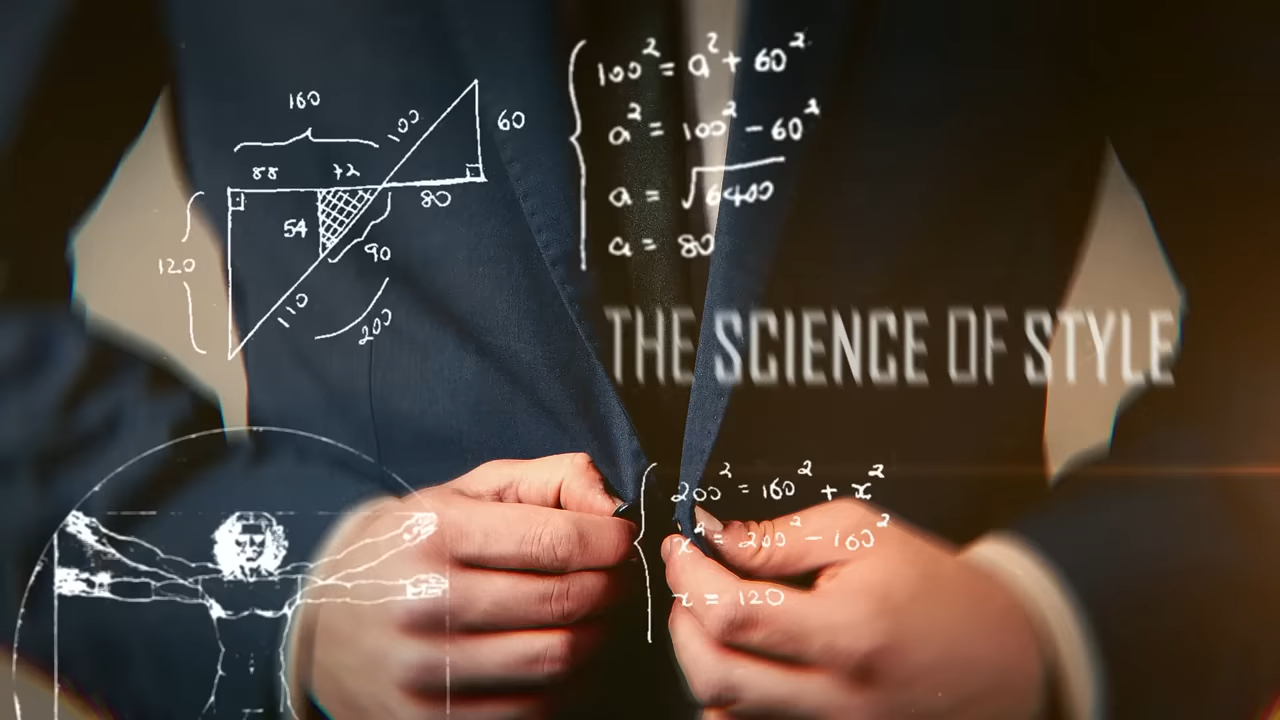 160
100
60
88
72
80
54
90
120
110
200
100² = a² + 60²
a² = 100² - 60²
a = √6400
a = 80
THE SCIENCE OF STYLE
200² = 160² + x²
x² = 200² - 160²
x = 120